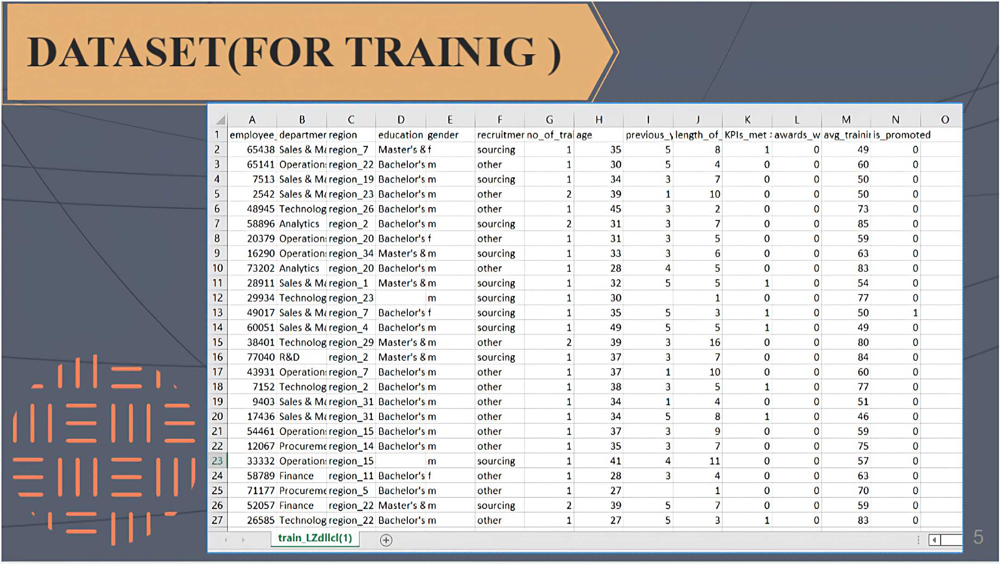 DATASET(FOR TRAINIG )
A B C D E F G H I J K L M N O
1 employee_ departmer region education gender recruitmer no_of_trai age previous_y length_of_ KPIs_met > awards_w avg_trainir is_promoted
2 65438 Sales & Ma region_7 Master's & f sourcing 1 35 5 8 1 0 49 0
3 65141 Operations region_22 Bachelor's m other 1 30 5 4 0 0 60 0
4 7513 Sales & Ma region_19 Bachelor's m sourcing 1 34 3 7 0 0 50 0
5 2542 Sales & Ma region_23 Bachelor's m other 2 39 1 10 0 0 50 0
6 48945 Technolog region_26 Bachelor's m other 1 45 3 2 0 0 73 0
7 58896 Analytics region_2 Bachelor's m sourcing 2 31 3 7 0 0 85 0
8 20379 Operations region_20 Bachelor's f other 1 31 3 5 0 0 59 0
9 16290 Operations region_34 Master's & m sourcing 1 33 3 6 0 0 63 0
10 73202 Analytics region_20 Bachelor's m other 1 28 4 5 0 0 83 0
11 28911 Sales & Ma region_1 Master's & m sourcing 1 32 5 5 1 0 54 0
12 29934 Technolog region_23 m sourcing 1 30 1 0 0 77 0
13 49017 Sales & Ma region_7 Bachelor's f sourcing 1 35 5 3 1 0 50 1
14 60051 Sales & Ma region_4 Bachelor's m sourcing 1 49 5 5 1 0 49 0
15 38401 Technolog region_29 Master's & m other 2 39 3 16 0 0 80 0
16 77040 R&D region_2 Master's & m sourcing 1 37 3 7 0 0 84 0
17 43931 Operations region_7 Bachelor's m other 1 37 1 10 0 0 60 0
18 7152 Technolog region_2 Bachelor's m other 1 38 3 5 1 0 77 0
19 9403 Sales & Ma region_31 Bachelor's m other 1 34 1 4 0 0 51 0
20 17436 Sales & Ma region_31 Bachelor's m other 1 34 5 8 1 0 46 0
21 54461 Operations region_15 Bachelor's m other 1 37 3 9 0 0 59 0
22 12067 Procureme region_14 Bachelor's m other 1 35 3 7 0 0 75 0
23 33332 Operations region_15 m sourcing 1 41 4 11 0 0 57 0
24 58789 Finance region_11 Bachelor's f other 1 28 3 4 0 0 63 0
25 71177 Procureme region_5 Bachelor's m other 1 27 1 0 0 70 0
26 52057 Finance region_22 Master's & m sourcing 2 39 5 7 0 0 59 0
27 26585 Technolog region_22 Bachelor's m other 1 27 5 3 1 0 83 0
train_LZdllcl(1)
5